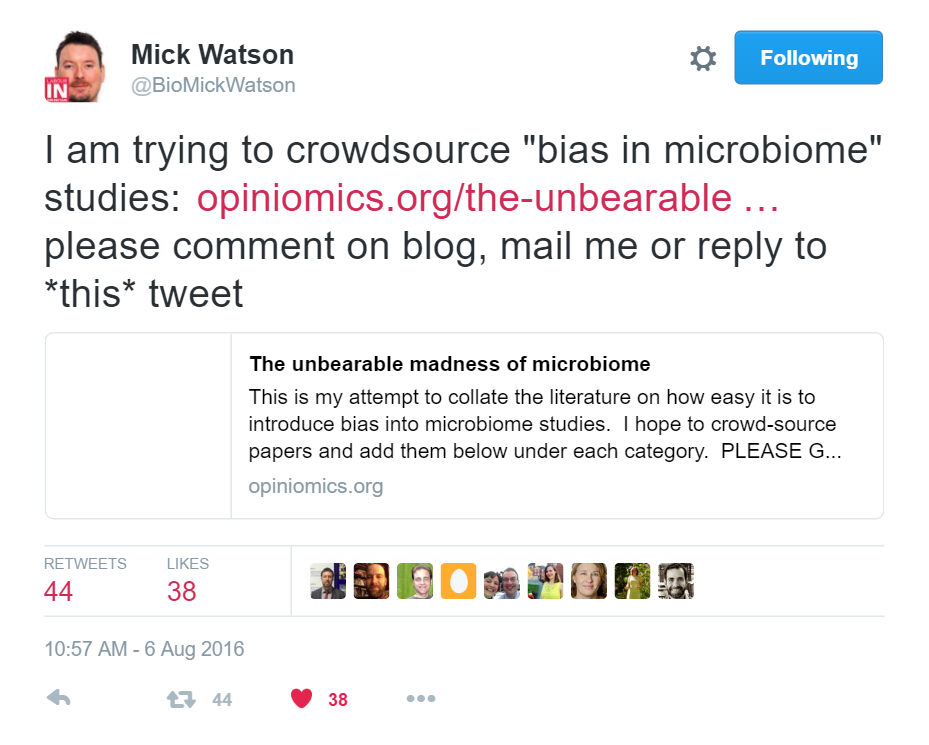 Mick Watson
@BioMickWatson
Following
IN
I am trying to crowdsource "bias in microbiome"
studies: opiniomics.org/the-unbearable …
please comment on blog, mail me or reply to
*this* tweet
The unbearable madness of microbiome
This is my attempt to collate the literature on how easy it is to
introduce bias into microbiome studies.  I hope to crowd-source
papers and add them below under each category.  PLEASE G...
opiniomics.org
RETWEETS
44
LIKES
38
10:57 AM - 6 Aug 2016
44
38